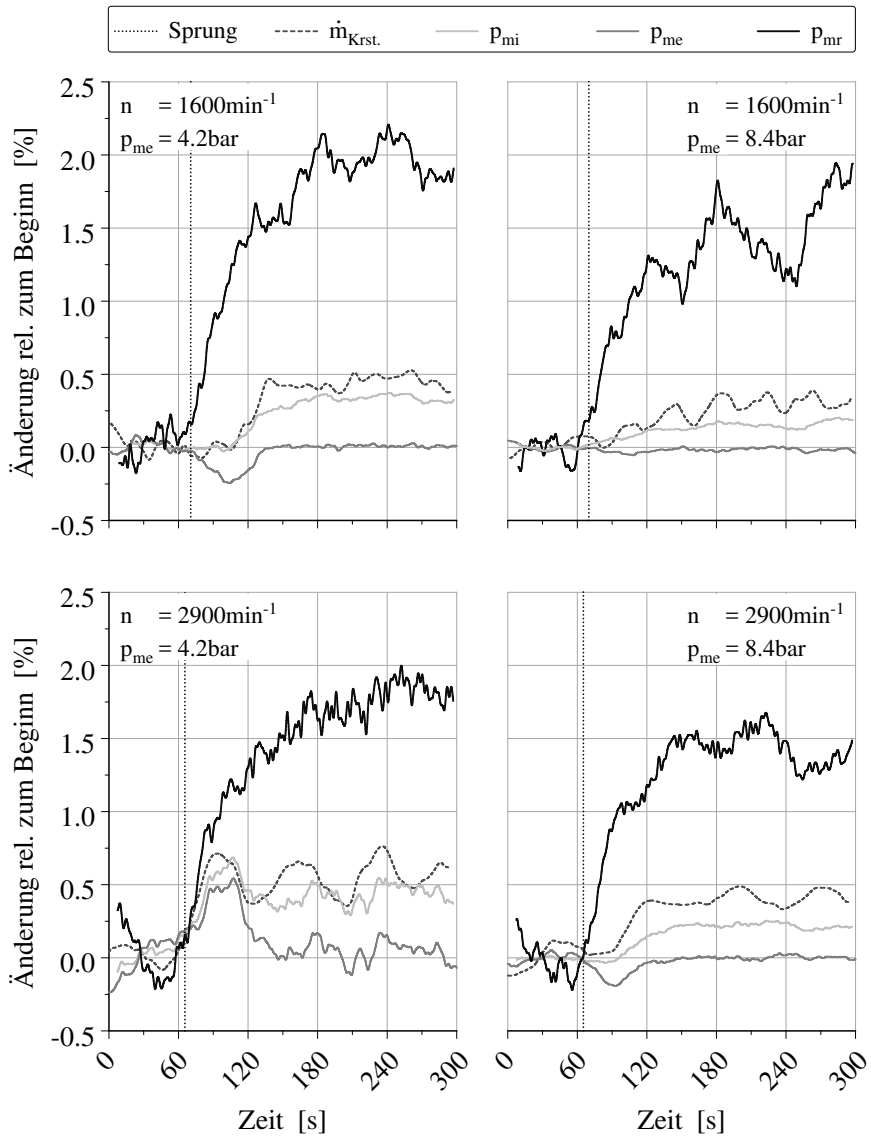 Sprung ṁKrst. pmi pme pmr
n = 1600min-1
pme = 4.2bar
n = 1600min-1
pme = 8.4bar
Änderung rel. zum Beginn [%]
2.5
2.0
1.5
1.0
0.5
0.0
-0.5
n = 2900min-1
pme = 4.2bar
n = 2900min-1
pme = 8.4bar
Änderung rel. zum Beginn [%]
2.5
2.0
1.5
1.0
0.5
0.0
-0.5
0 60 120 180 240 300
0 60 120 180 240 300
Zeit [s]
Zeit [s]